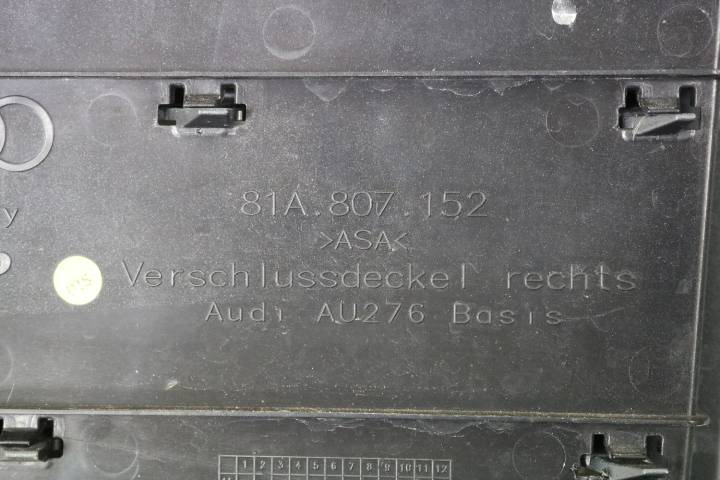 81A.807.152
>ASA<
y
Verschlussdeckel rechts
Audi AU276 Basis
1 2 3 4 5 6 7 8 9 10 11 12